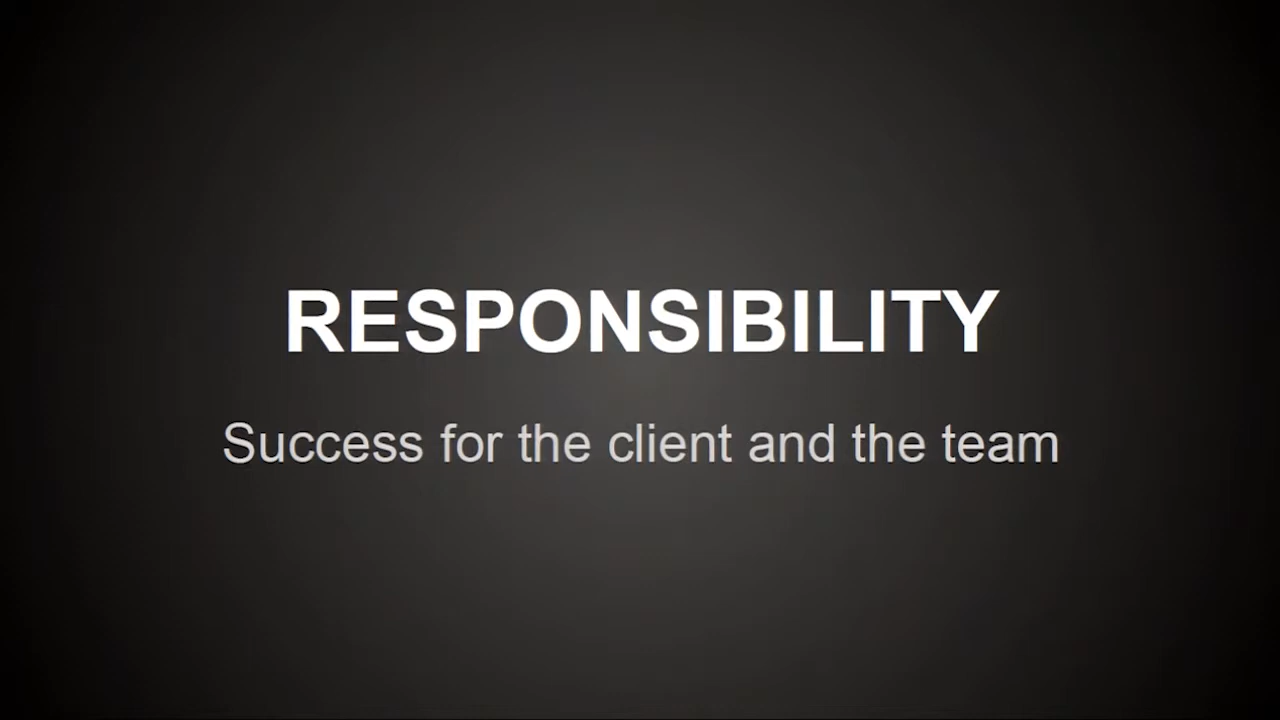 RESPONSIBILITY
Success for the client and the team